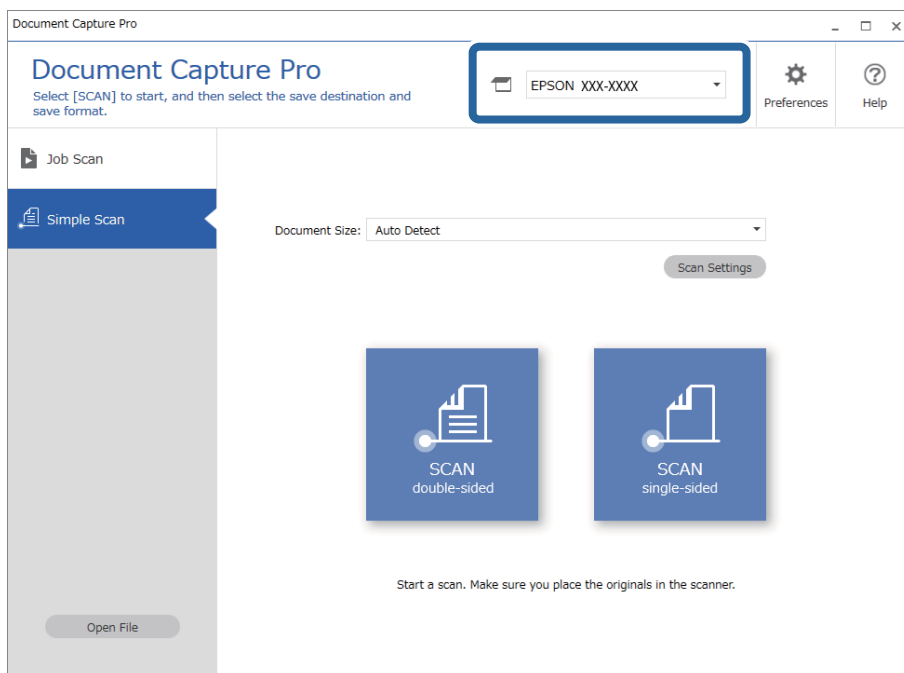 Document Capture Pro
Document Capture Pro
Select [SCAN] to start, and then select the save destination and
save format.
EPSON XXX-XXXX
Preferences
Help
Job Scan
Simple Scan
Document Size: Auto Detect
Scan Settings
SCAN
double-sided
SCAN
single-sided
Start a scan. Make sure you place the originals in the scanner.
Open File